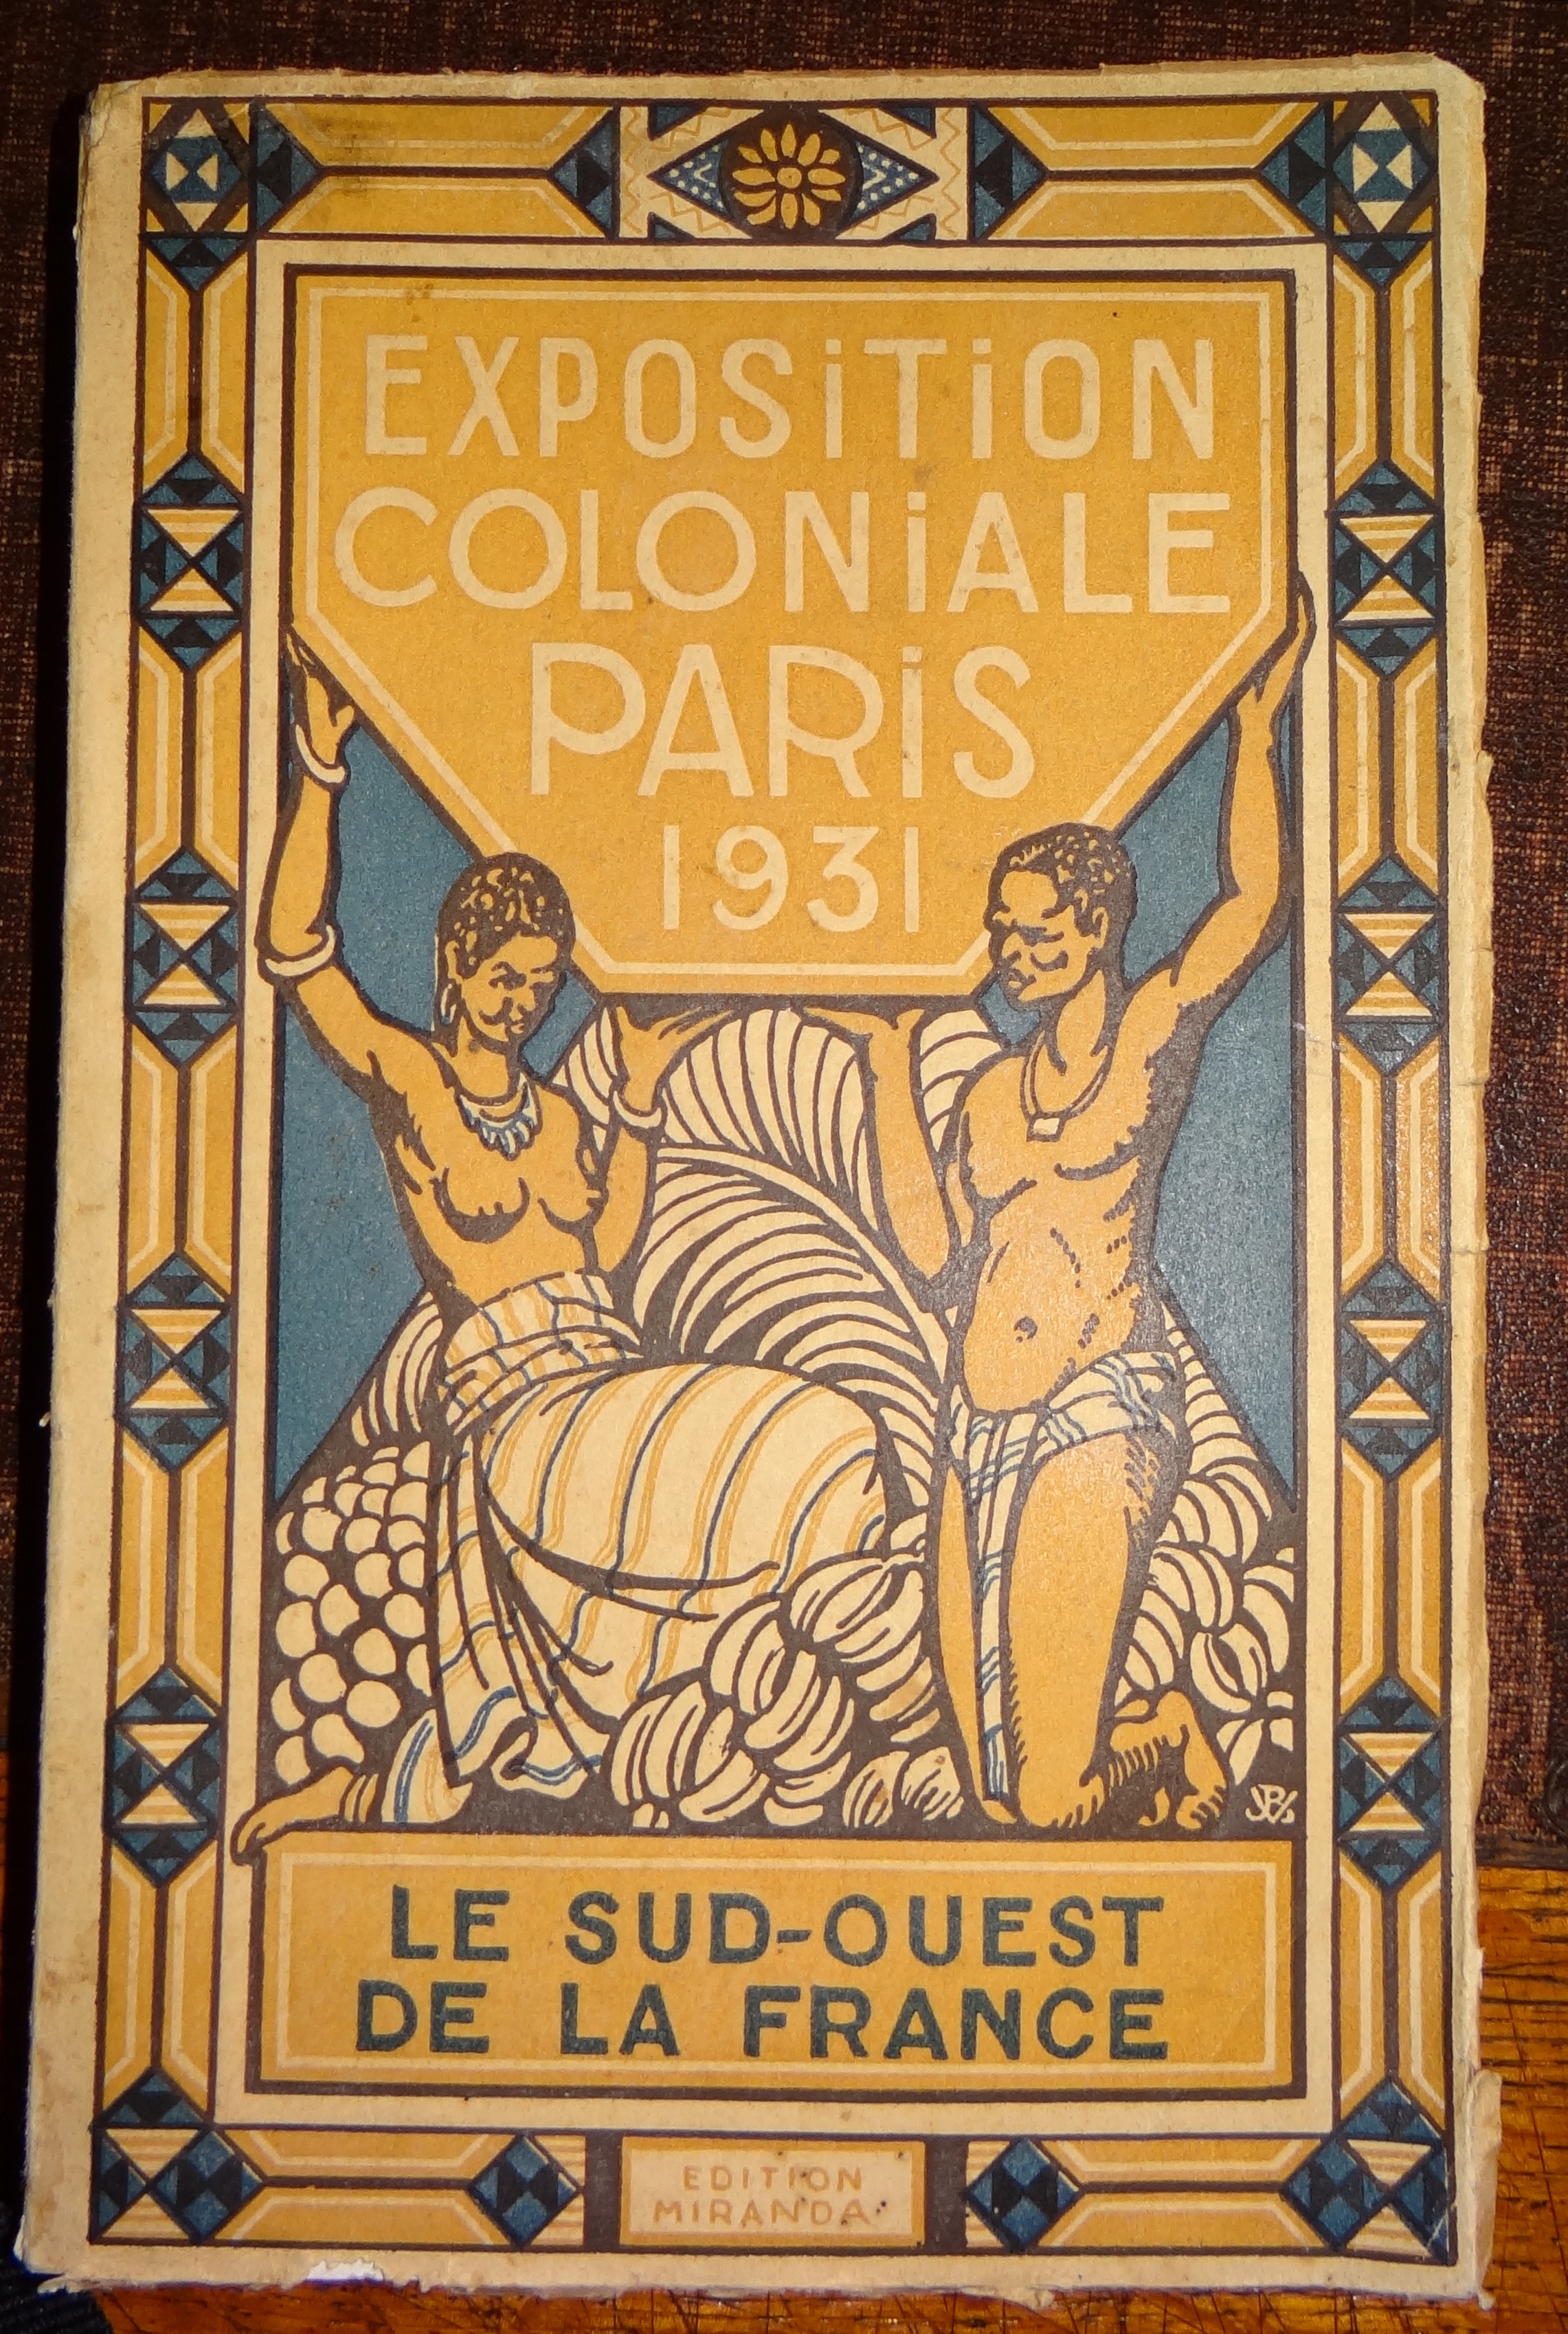 EXPOSiTiON
COLONiALE
PARiS
1931
LE SUD-OUEST
DE LA FRANCE
EDITION
MIRANDA